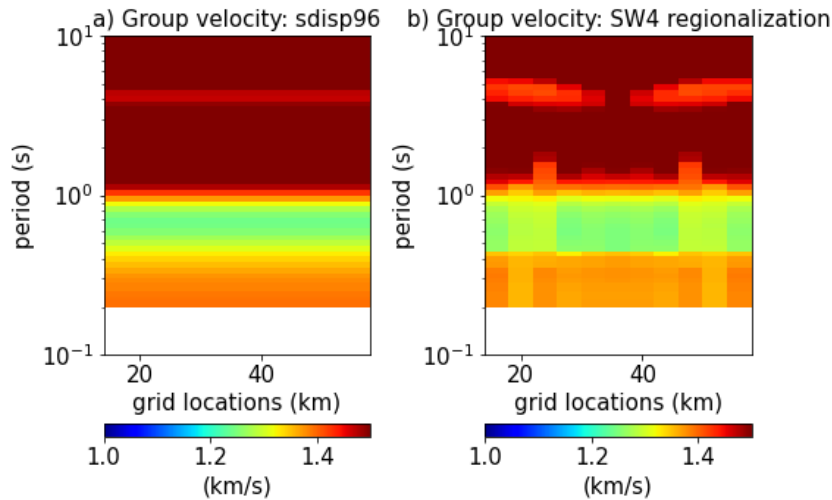 a) Group velocity: sdisp96
b) Group velocity: SW4 regionalization
10^1
10^0
10^-1
period (s)
20 40
grid locations (km)
1.0 1.2 1.4
(km/s)
10^1
10^0
10^-1
period (s)
20 40
grid locations (km)
1.0 1.2 1.4
(km/s)